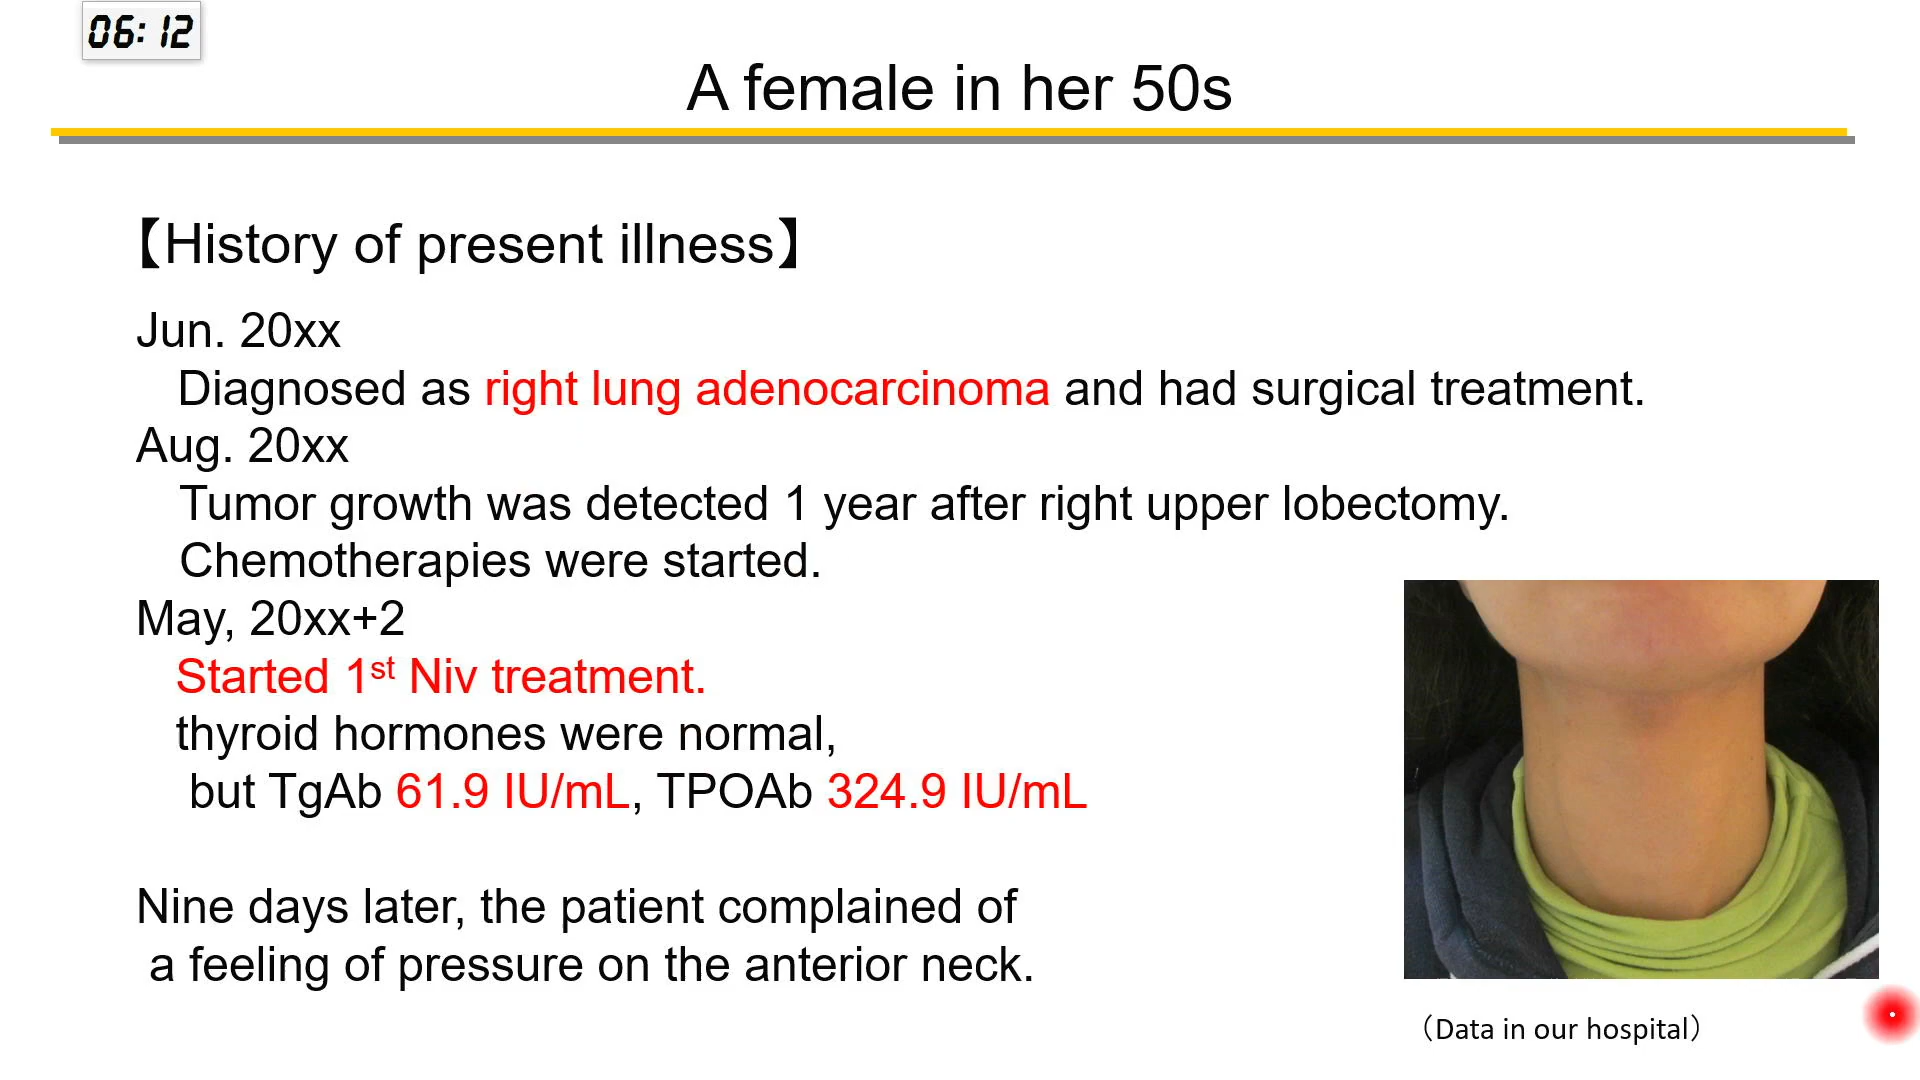 06:12
A female in her 50s
【History of present illness】
Jun. 20xx
Diagnosed as right lung adenocarcinoma and had surgical treatment.
Aug. 20xx
Tumor growth was detected 1 year after right upper lobectomy.
Chemotherapies were started.
May, 20xx+2
Started 1st Niv treatment.
thyroid hormones were normal,
but TgAb 61.9 IU/mL, TPOAb 324.9 IU/mL
Nine days later, the patient complained of
a feeling of pressure on the anterior neck.
（Data in our hospital）